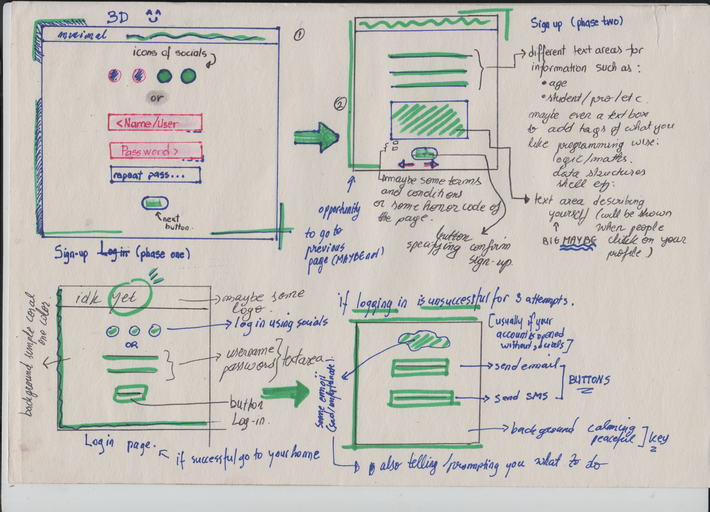 3D
minimal
①
icons of socials
or
<Name/User
Password>
repeat pass...
next
button.
Sign-up Log-in (phase one)
②
Sign up (phase two)
different text areas for
information such as:
• age
• student/pro/etc.
maybe even a text box
to add tags of what you
like programming wise:
logic/maths.
data structures
shell etc.
text area describing
yourself (will be shown
when people
click on your
profile)
BIG MAYBE
maybe some terms
and conditions
or some honor code of
the page.
opportunity
to go to
previous
page (MAYBE not)
button
specifying confirm
sign-up.
idk yet
maybe some
logo.
log in using socials
OR
username
password
textarea
button
Log-in.
background simple coral
the color.
Login page.
if successful go to your home
if logging in is unsuccessful for 3 attempts.
[usually if your
account is opened
without socials]
some emoji
(sad/unfortunate)
send email
send SMS
BUTTONS
background calming
peaceful
key
also telling/prompting you what to do